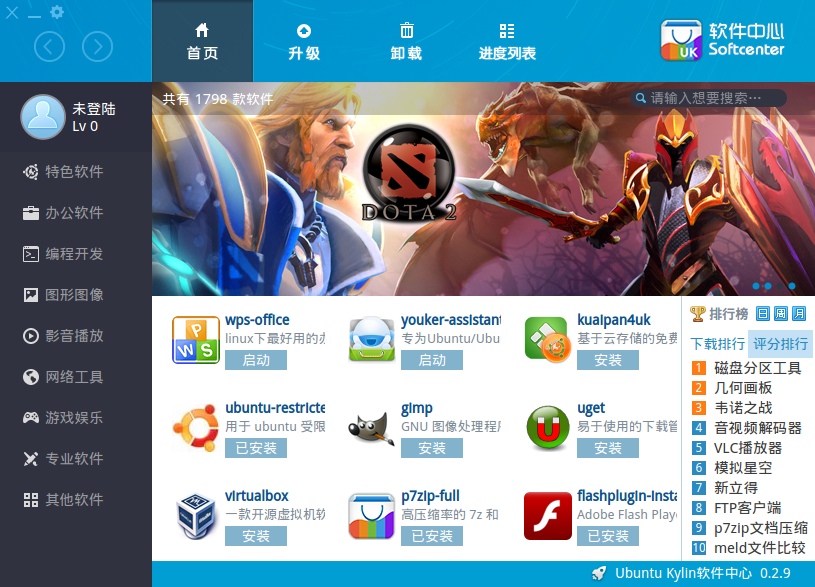 首页
升级
卸载
进度列表
软件中心
Softcenter
UK
未登陆
Lv 0
共有 1798 款软件
请输入想要搜索…
特色软件
办公软件
编程开发
图形图像
影音播放
网络工具
游戏娱乐
专业软件
其他软件
DOTA 2
wps-office
linux下最好用的办
启动
youker-assistant
专为Ubuntu/Ubu
启动
kuaipan4uk
基于云存储的免费
安装
ubuntu-restricte
用于 ubuntu 受限
已安装
gimp
GNU 图像处理程序
安装
uget
易于使用的下载管
安装
virtualbox
一款开源虚拟机软
安装
p7zip-full
高压缩率的 7z 和
已安装
flashplugin-insta
Adobe Flash Playe
已安装
排行榜 日 周 月
下载排行 评分排行
1 磁盘分区工具
2 几何画板
3 韦诺之战
4 音视频解码器
5 VLC播放器
6 模拟星空
7 新立得
8 FTP客户端
9 p7zip文档压缩
10 meld文件比较
Ubuntu Kylin软件中心 0.2.9